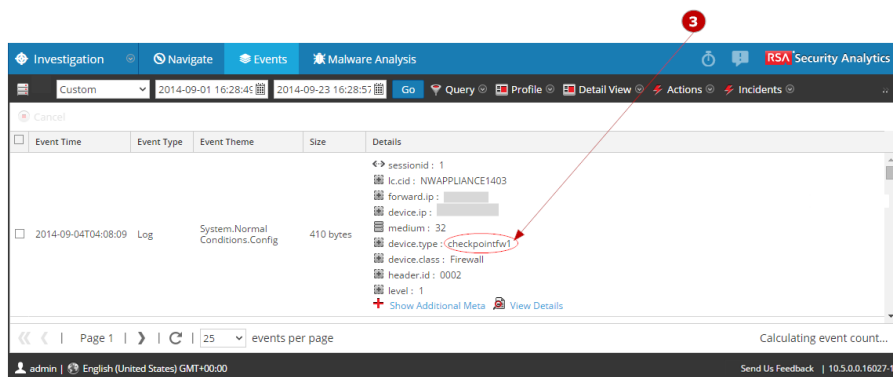 3
Investigation Navigate Events Malware Analysis RSA Security Analytics
Custom 2014-09-01 16:28:49 2014-09-23 16:28:57 Go Query Profile Detail View Actions Incidents
Cancel
Event Time Event Type Event Theme Size Details
2014-09-04T04:08:09 Log System.Normal Conditions.Config 410 bytes
sessionid : 1
lc.cid : NWAPPLIANCE1403
forward.ip :
device.ip :
medium : 32
device.type : checkpointfw1
device.class : Firewall
header.id : 0002
level : 1
Show Additional Meta View Details
Page 1 25 events per page Calculating event count...
admin English (United States) GMT+00:00 Send Us Feedback | 10.5.0.0.16027-1